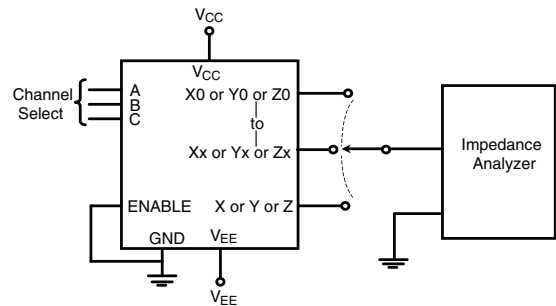 VCC
VCC
Channel
Select
A
B
C
X0 or Y0 or Z0
to
Xx or Yx or Zx
Impedance
Analyzer
ENABLE
X or Y or Z
GND
VEE
VEE